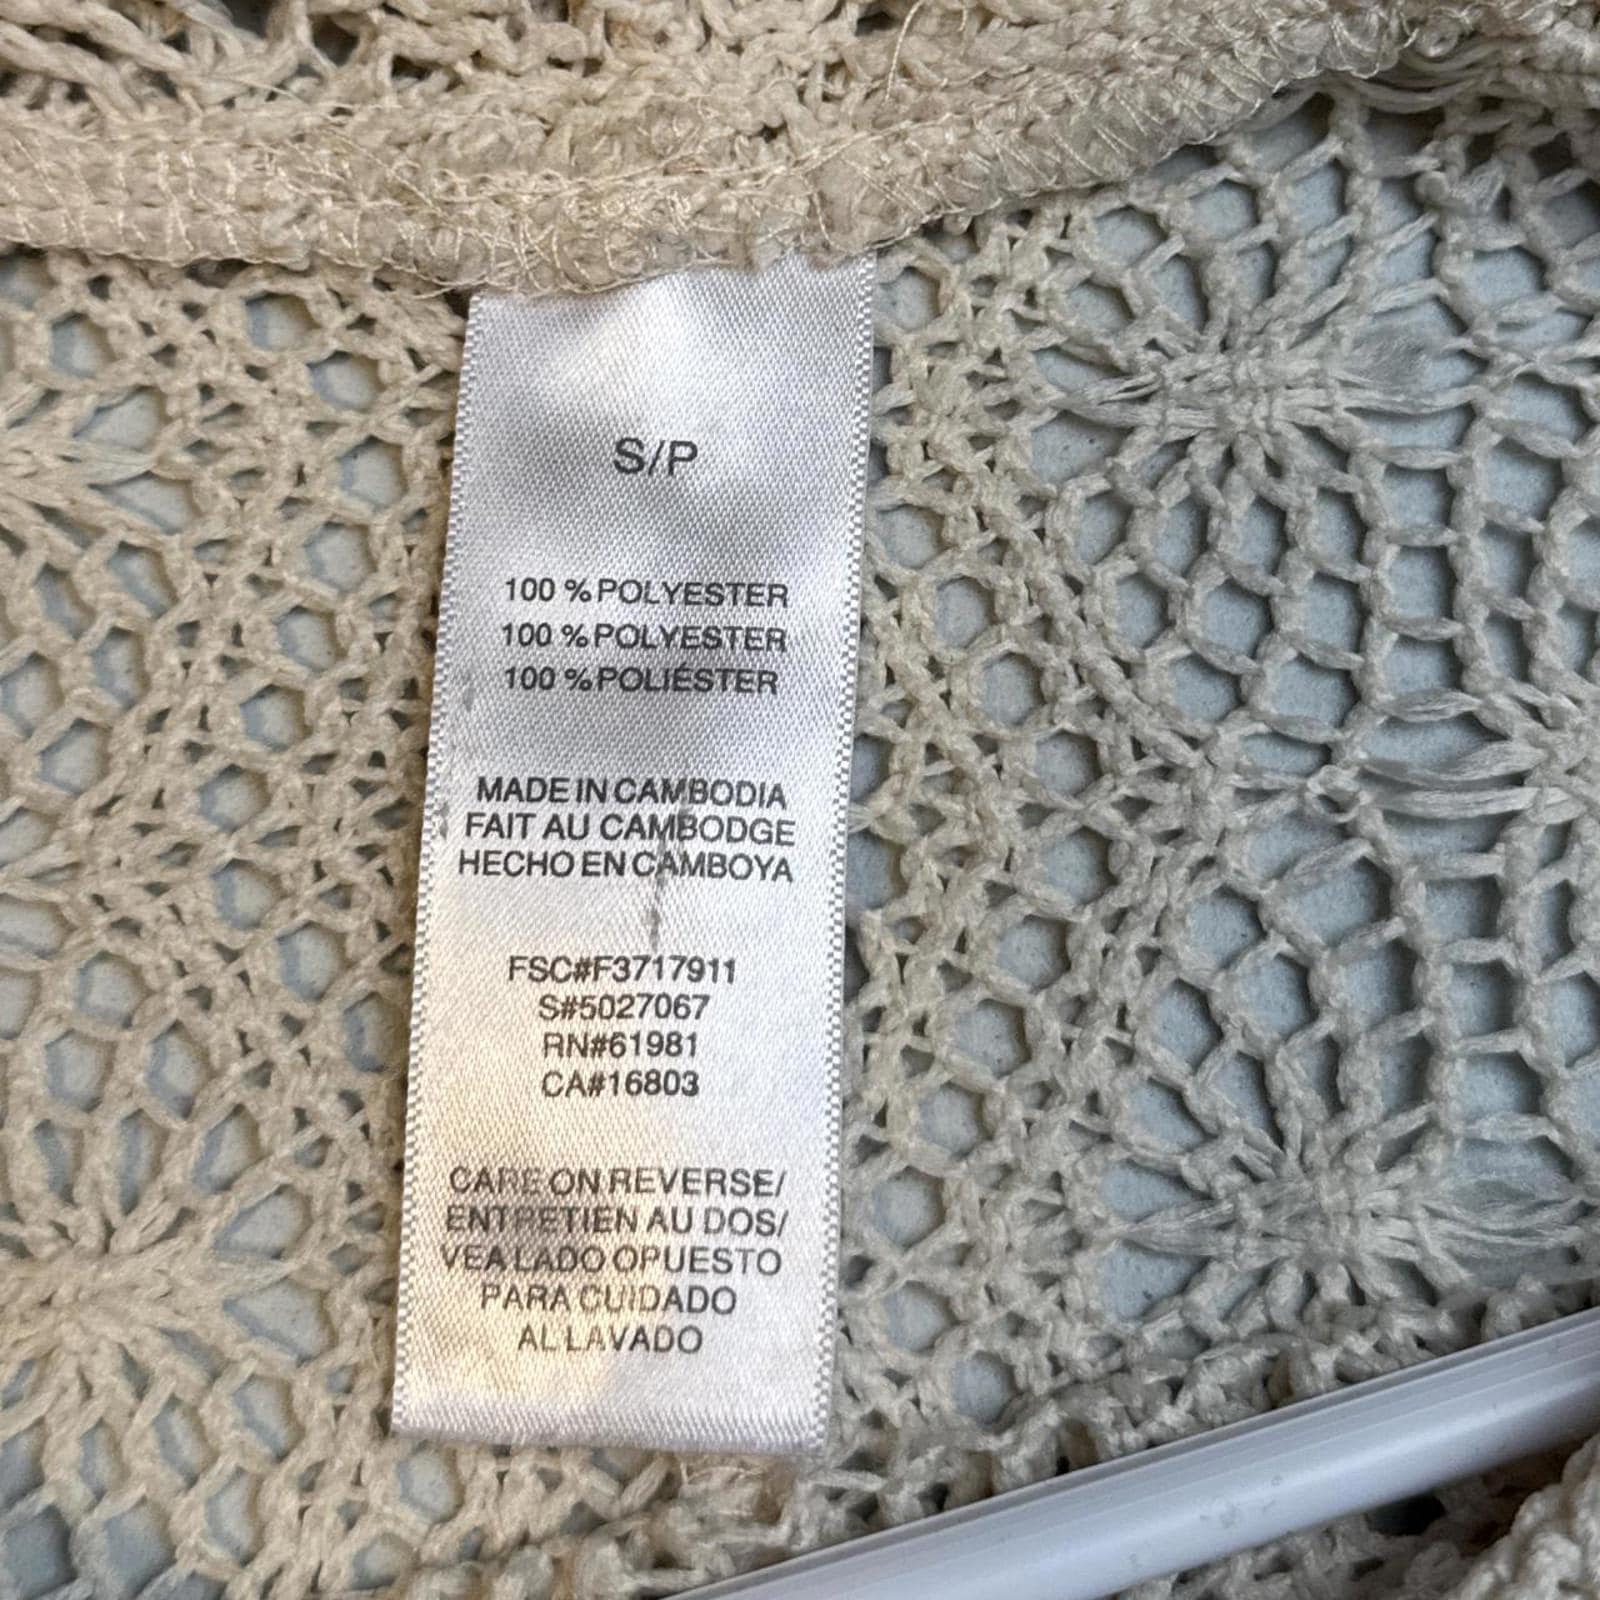 S/P
100 % POLYESTER
100 % POLYESTER
100 % POLIÉSTER
MADE IN CAMBODIA
FAIT AU CAMBODGE
HECHO EN CAMBOYA
FSC#F3717911
S#5027067
RN#61981
CA#16803
CARE ON REVERSE/
ENTRETIEN AU DOS/
VEA LADO OPUESTO
PARA CUIDADO
AL LAVADO